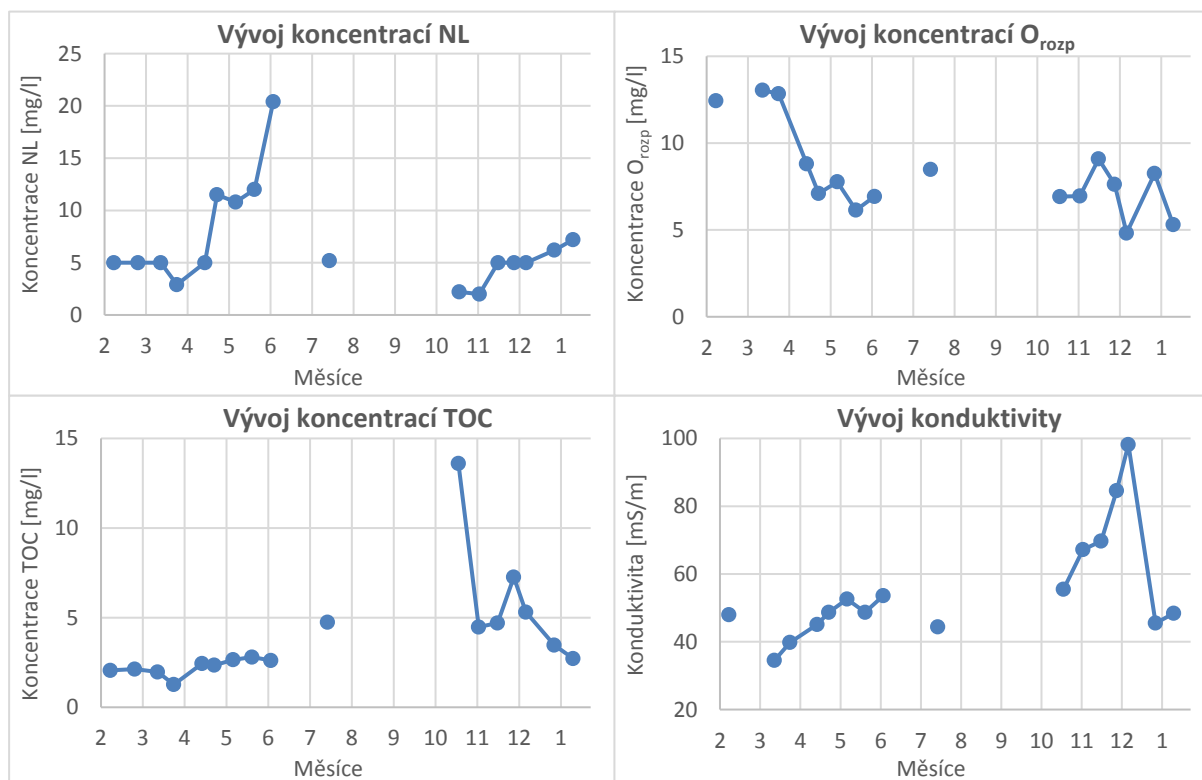 Vývoj koncentrací NL
Koncentrace NL [mg/l]
25
20
15
10
5
0
2 3 4 5 6 7 8 9 10 11 12 1
Měsíce
Vývoj koncentrací Orozp
Koncentrace Orozp [mg/l]
15
10
5
0
2 3 4 5 6 7 8 9 10 11 12 1
Měsíce
Vývoj koncentrací TOC
Koncentrace TOC [mg/l]
15
10
5
0
2 3 4 5 6 7 8 9 10 11 12 1
Měsíce
Vývoj konduktivity
Konduktivita [mS/m]
100
80
60
40
20
2 3 4 5 6 7 8 9 10 11 12 1
Měsíce